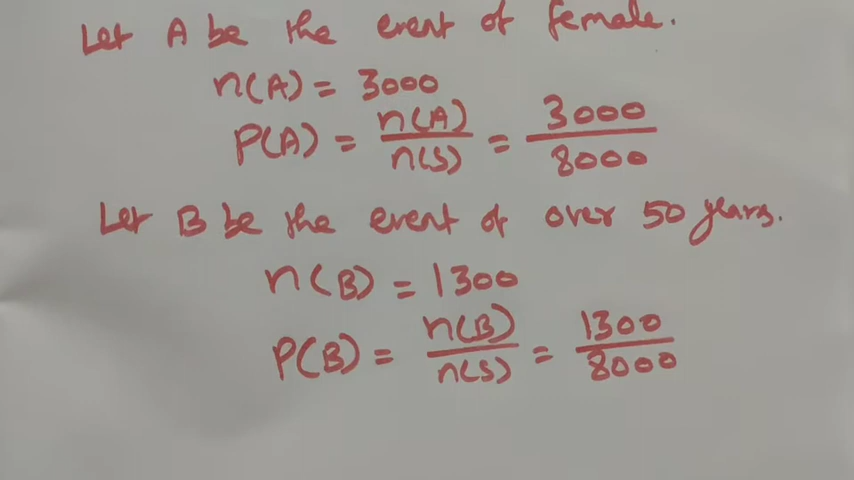 Let A be the event of female.
n(A) = 3000
P(A) = n(A)/n(S) = 3000/8000
Let B be the event of over 50 years.
n(B) = 1300
P(B) = n(B)/n(S) = 1300/8000